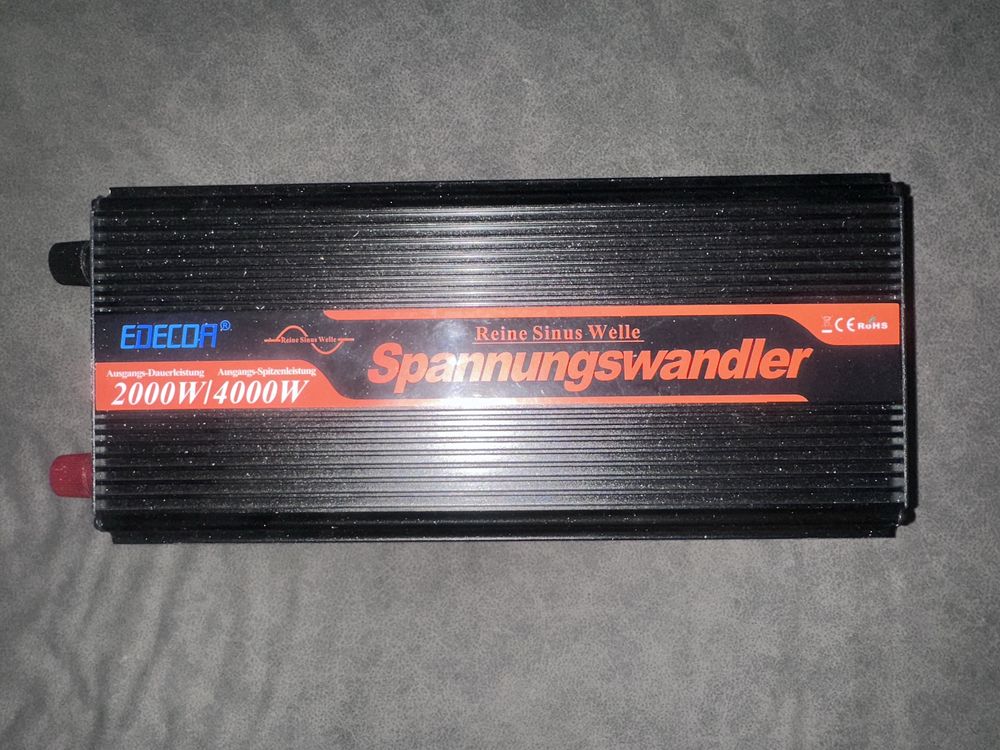 EDECOA®
Reine Sinus Welle
Reine Sinus Welle
Spannungswandler
CE RoHS
Ausgangs-Dauerleistung Ausgangs-Spitzenleistung
2000W/4000W